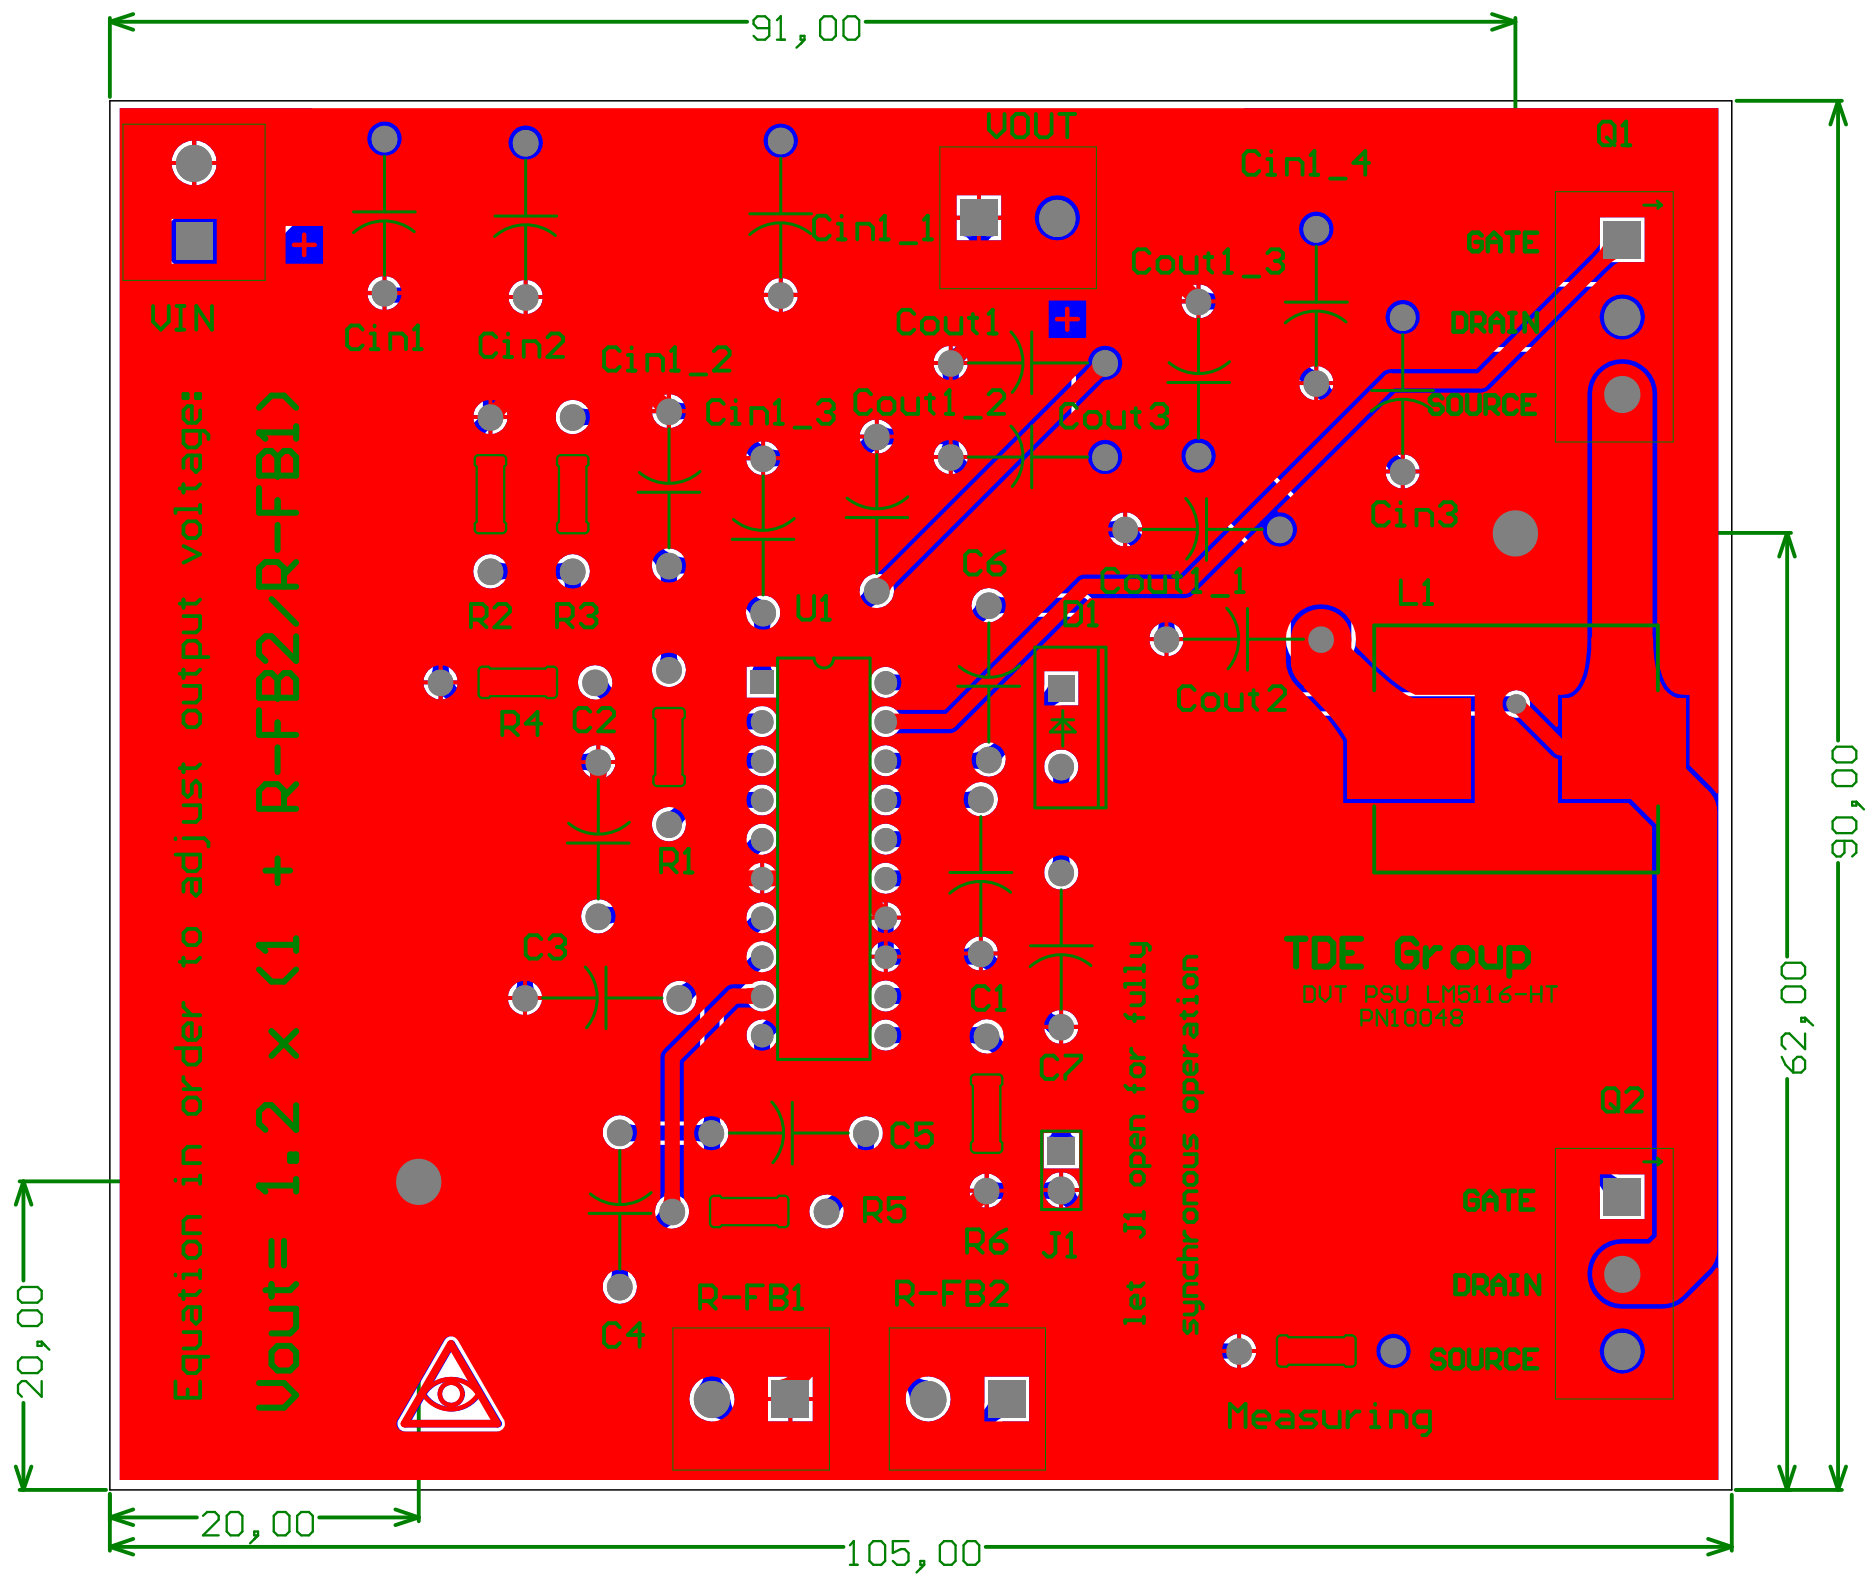 91,00
VOUT
Q1
Cin1_4
GATE
VIN
Cin1
Cin2
Cin1_1
Cout1_3
Cout1
DRAIN
Cin1_2
Cin1_3
Cout1_2
Cout3
SOURCE
Cin3
R2
R3
U1
C6
Cout1_1
D1
L1
R4
C2
Cout2
R1
C3
C1
C7
TDE Group
DVT PSU LM5116-HT
PN10048
90,00
62,00
Equation in order to adjust output voltage:
Vout= 1.2 x (1 + R-FB2/R-FB1)
let J1 open for fully
synchronous operation
C5
R5
R6
J1
Q2
GATE
DRAIN
SOURCE
C4
R-FB1
R-FB2
Measuring
20,00
20,00
105,00